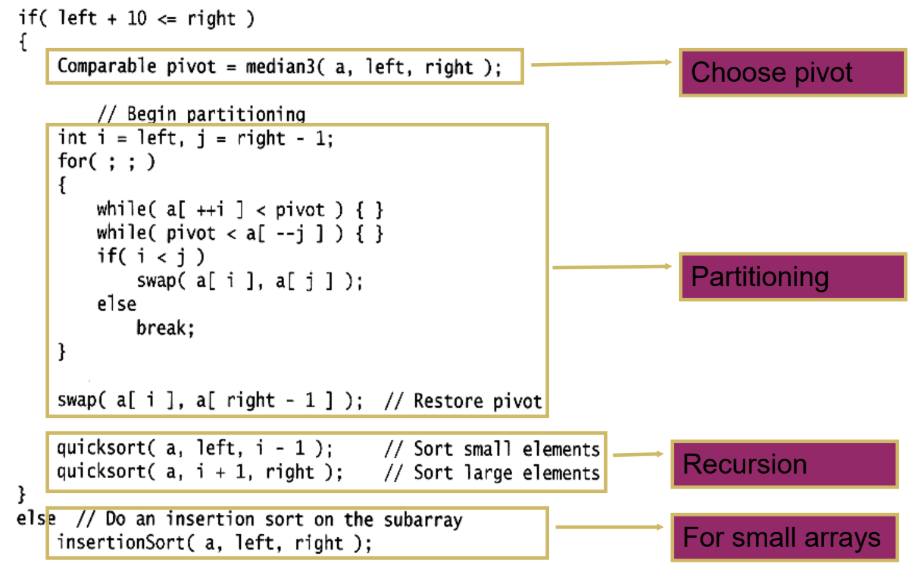 if( left + 10 <= right )
{
Comparable pivot = median3( a, left, right );
Choose pivot
// Begin partitioning
int i = left, j = right - 1;
for( ; ; )
{
while( a[ ++i ] < pivot ) { }
while( pivot < a[ --j ] ) { }
if( i < j )
swap( a[ i ], a[ j ] );
else
break;
}
Partitioning
swap( a[ i ], a[ right - 1 ] ); // Restore pivot
quicksort( a, left, i - 1 ); // Sort small elements
quicksort( a, i + 1, right ); // Sort large elements
Recursion
}
else // Do an insertion sort on the subarray
insertionSort( a, left, right );
For small arrays